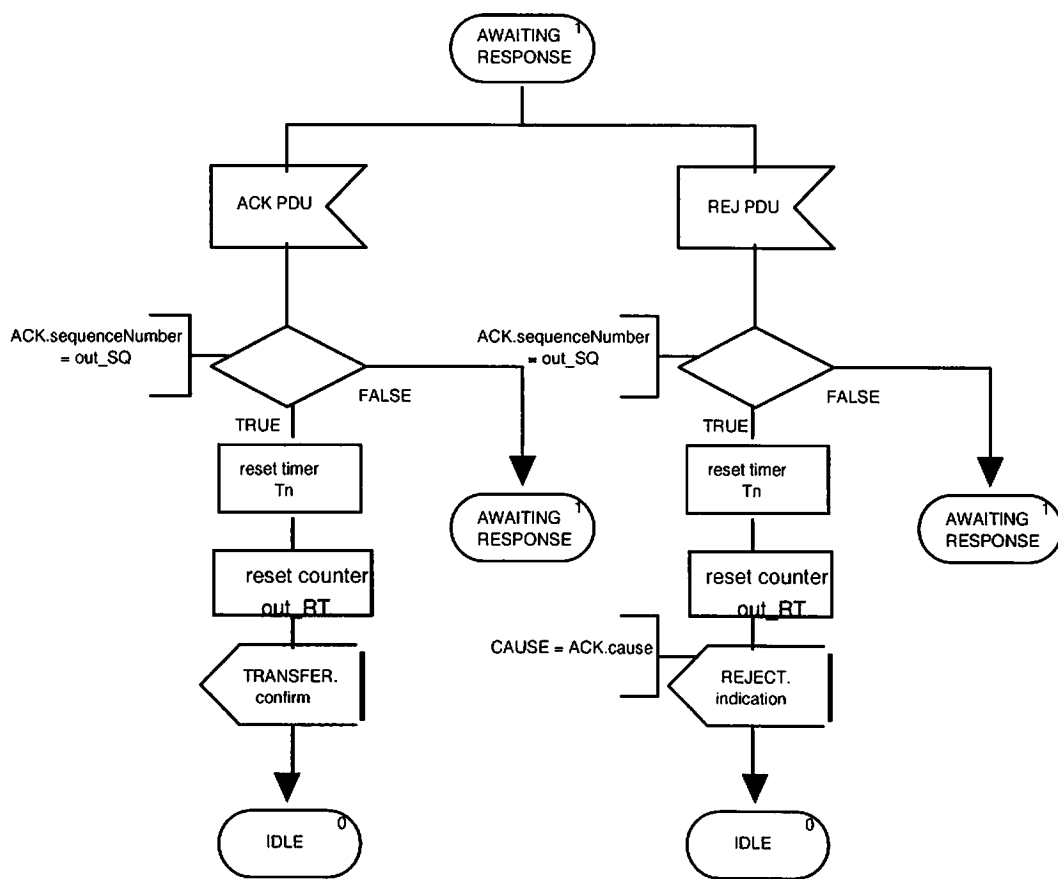 AWAITING 1
RESPONSE
ACK PDU
REJ PDU
ACK.sequenceNumber
= out_SQ
FALSE
TRUE
ACK.sequenceNumber
= out_SQ
FALSE
TRUE
reset timer
Tn
AWAITING 1
RESPONSE
reset timer
Tn
AWAITING 1
RESPONSE
reset counter
out_RT
reset counter
out_RT
TRANSFER.
confirm
CAUSE = ACK.cause
REJECT.
indication
IDLE 0
IDLE 0